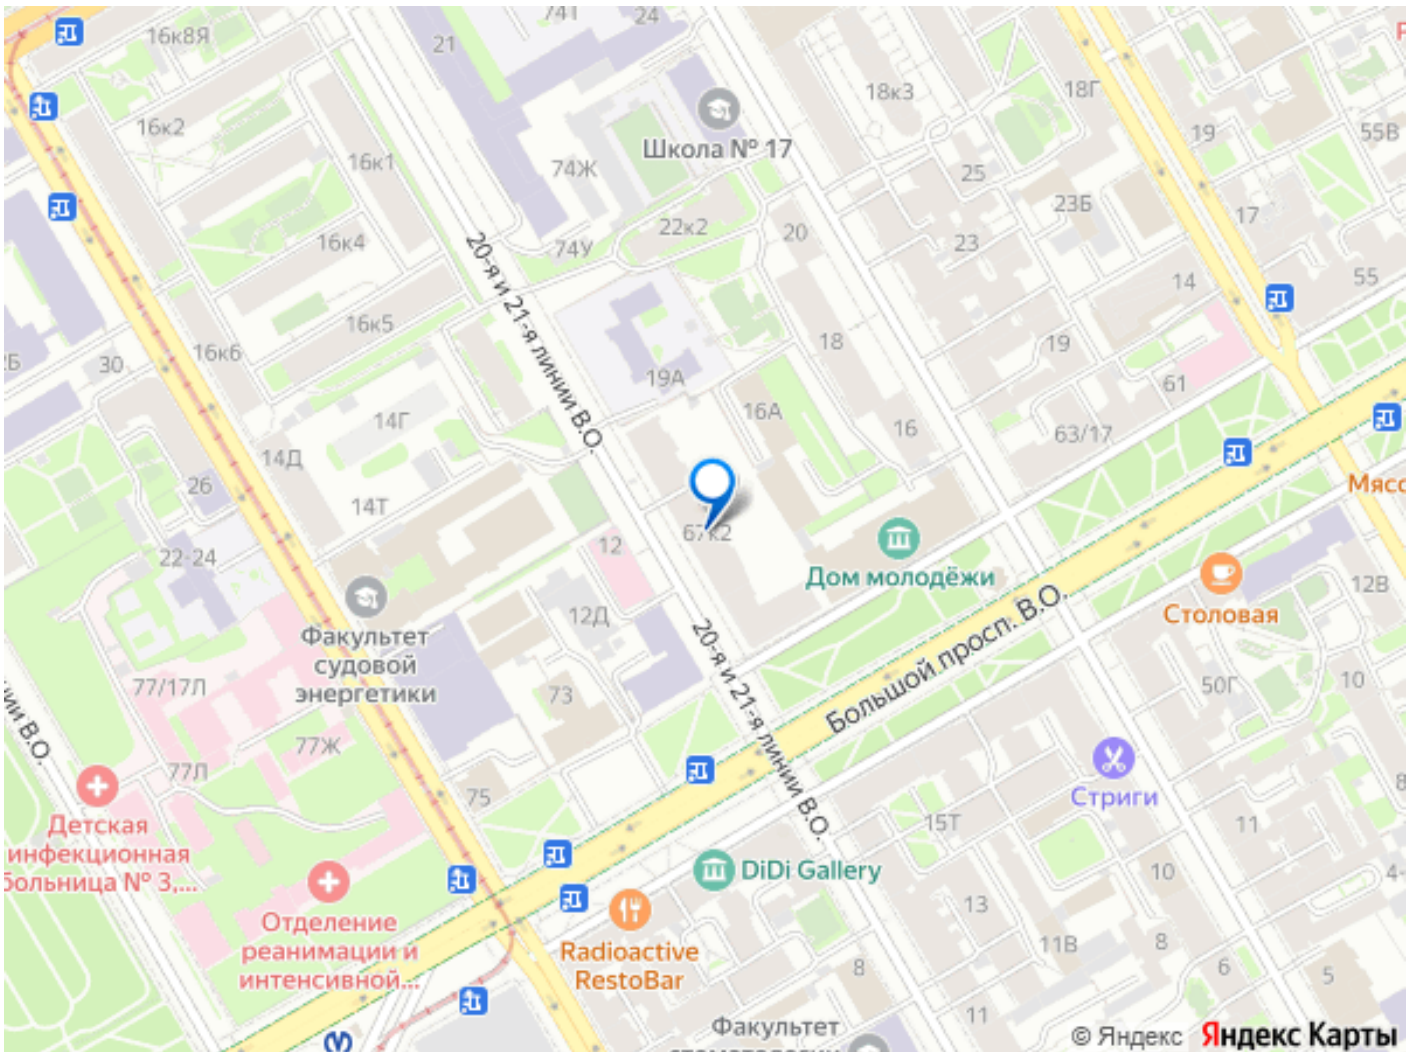 74Т
24
16к8Я
21
18к3
18Г
16к2
Школа № 17
19
55В
16к1
74Ж
25
23Б
17
22к2
20
16к4
74У
23
14
55
20-я и 21-я линии В.О.
16к5
16к6
30
18
19
19А
61
16А
14Г
16
63/17
14Д
26
Мясо
14Т
67к2
22-24
12
Дом молодёжи
12В
Столовая
Факультет
судовой
энергетики
12Д
20-я и 21-я линии В.О.
Большой просп. В.О.
77/17Л
73
50Г
10
В.О.
77Ж
77Л
75
Стриги
Детская
инфекционная
больница № 3,...
15Т
11
DiDi Gallery
10
Отделение
реанимации и
интенсивной...
Radioactive
RestoBar
13
11В
8
8
6
5
11
Факультет
© Яндекс Яндекс Карты